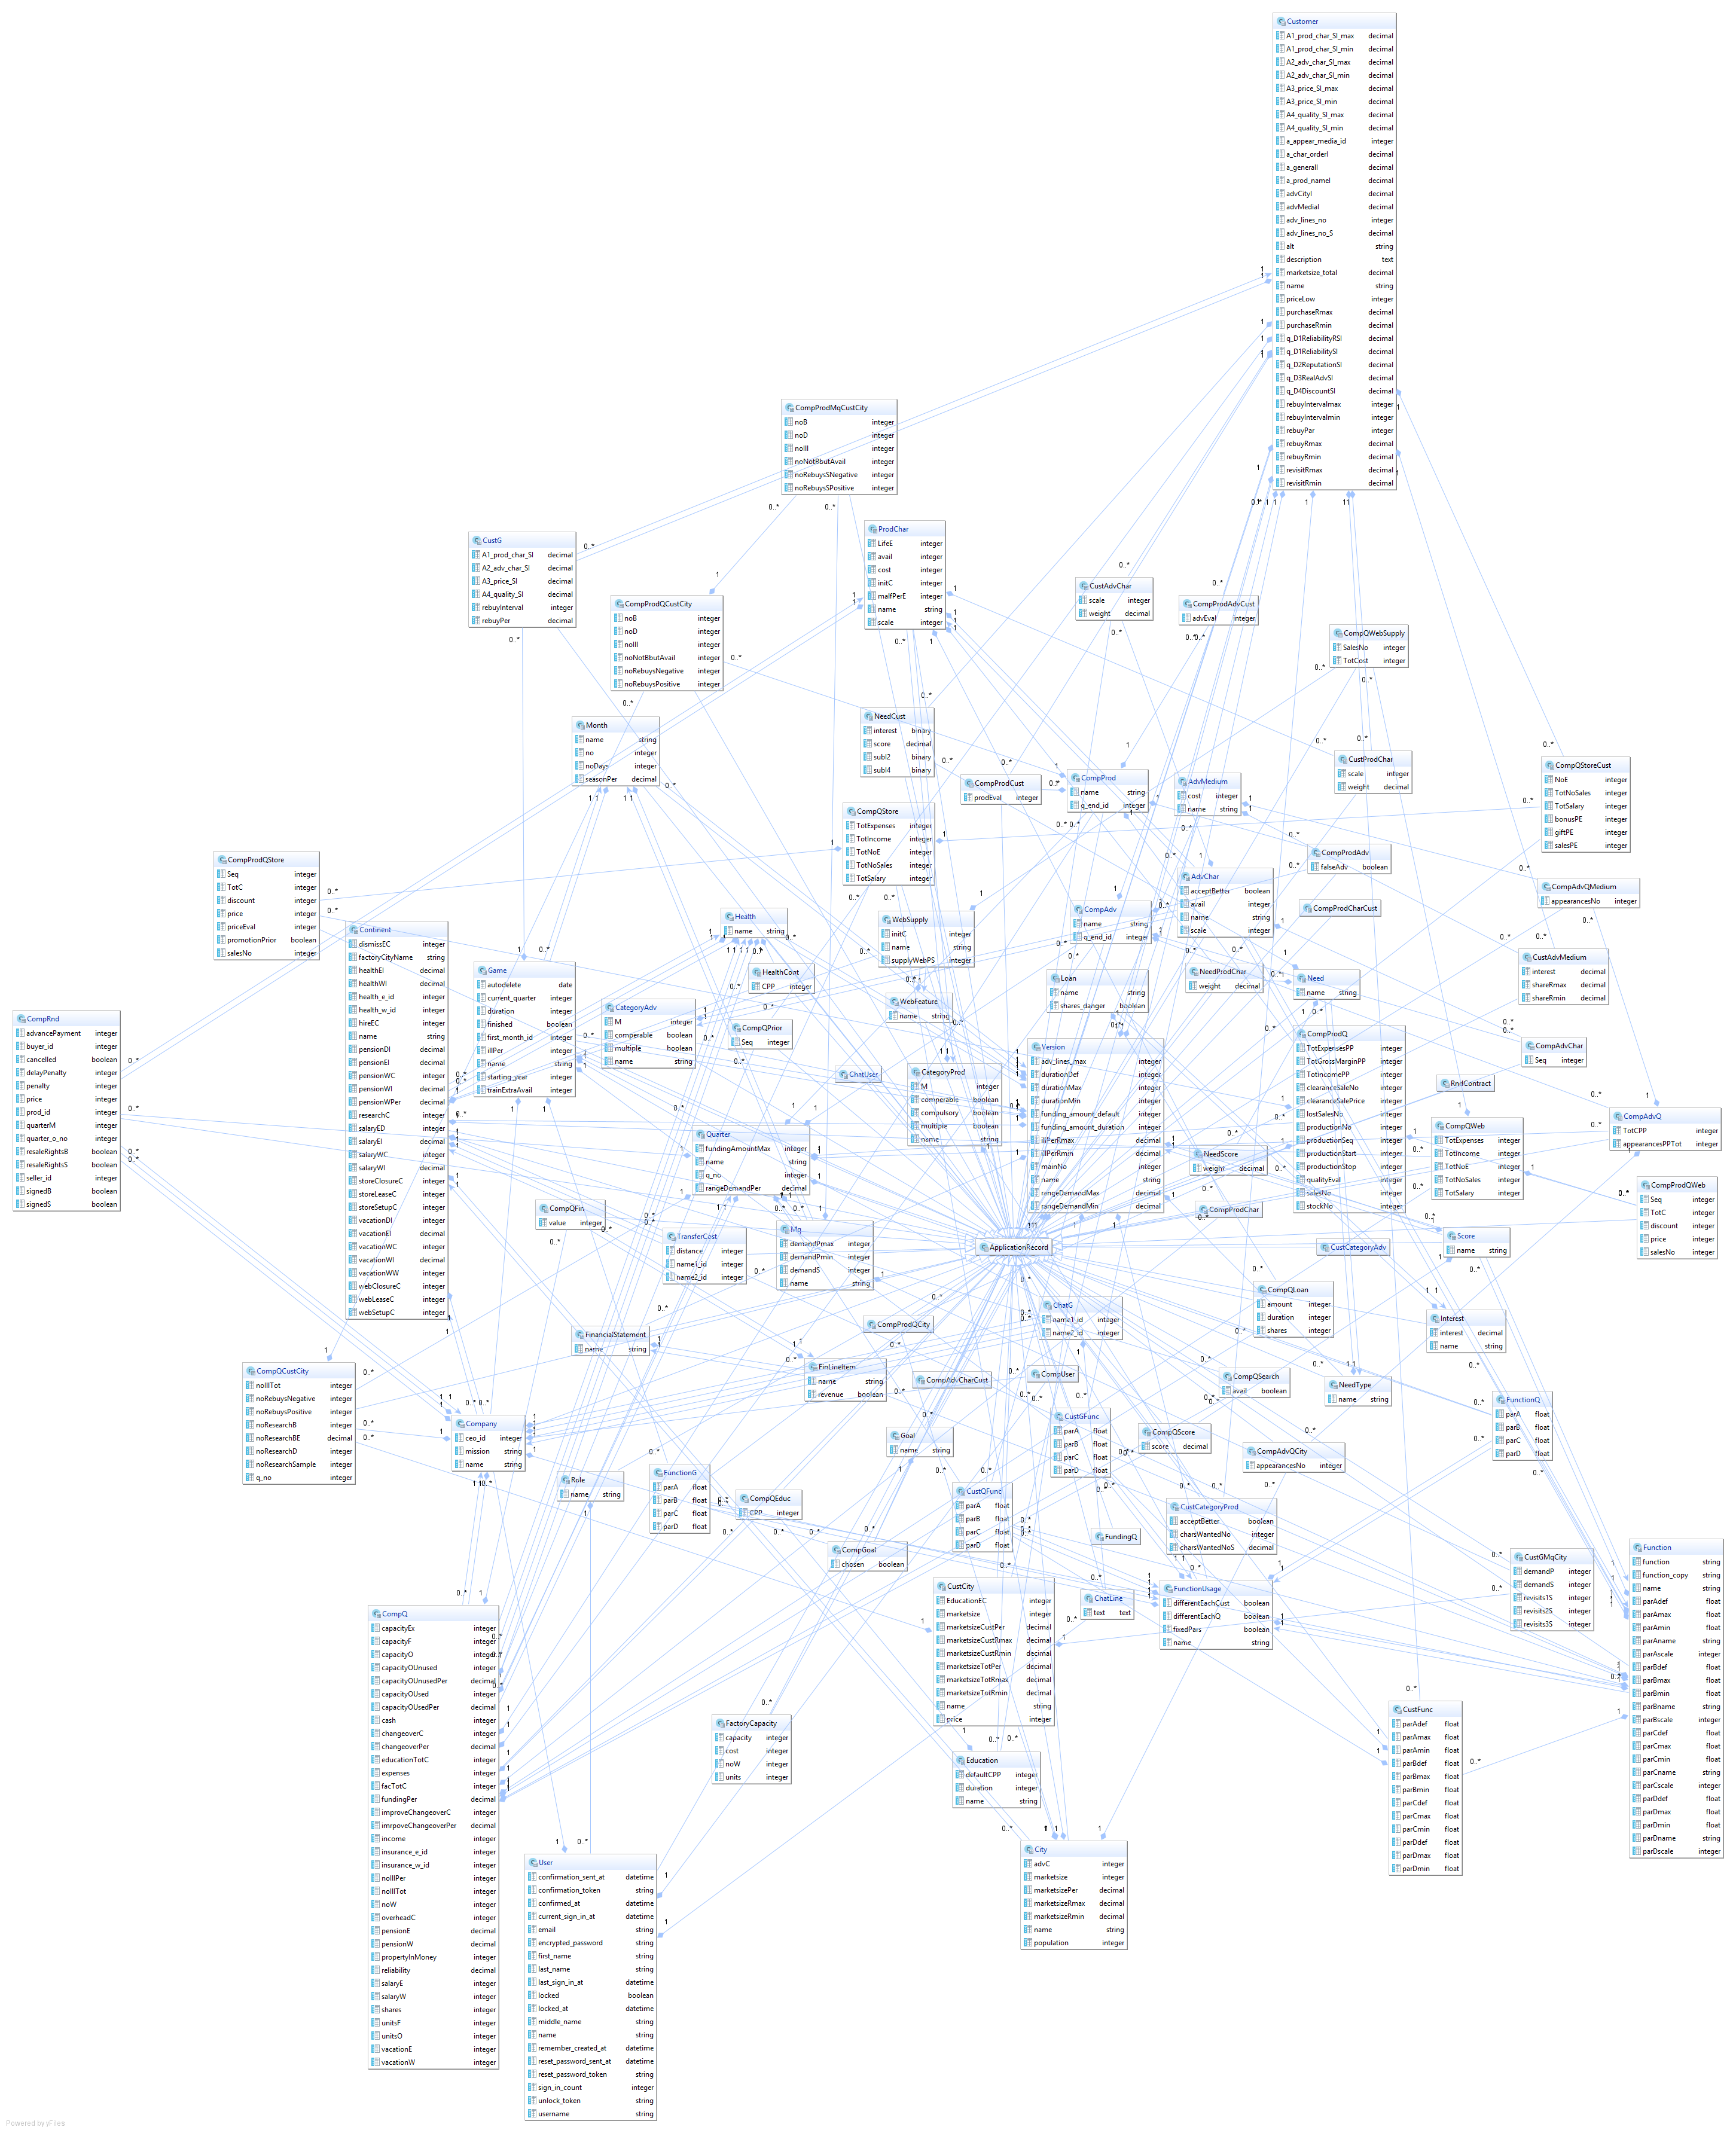 Customer
A1_prod_char_SI_max decimal
A1_prod_char_SI_min decimal
A2_adv_char_SI_max decimal
A2_adv_char_SI_min decimal
A3_price_SI_max decimal
A3_price_SI_min decimal
A4_quality_SI_max decimal
A4_quality_SI_min decimal
a_appear_media_id integer
a_char_orderI decimal
a_generalI decimal
a_prod_nameI decimal
advCityI decimal
advMediaI decimal
adv_lines_no integer
adv_lines_no_S decimal
alt string
description text
marketsize_total decimal
name string
priceLow integer
purchaseRmax decimal
purchaseRmin decimal
q_D1ReliabilityRSI decimal
q_D1ReliabilitySI decimal
q_D2ReputationSI decimal
q_D3RealAdvSI decimal
q_D4DiscountSI decimal
rebuyIntervalmax integer
rebuyIntervalmin integer
rebuyPar integer
rebuyRmax decimal
rebuyRmin decimal
revisitRmax decimal
revisitRmin decimal
CompProdMqCustCity
noB integer
noD integer
noIll integer
noNotBbutAvail integer
noRebuysSNegative integer
noRebuysSPositive integer
ProdChar
LifeE integer
avail integer
cost integer
initC integer
malfPerE integer
name string
scale integer
CustG
A1_prod_char_SI decimal
A2_adv_char_SI decimal
A3_price_SI decimal
A4_quality_SI decimal
rebuyInterval integer
rebuyPer decimal
CompProdQCustCity
noB integer
noD integer
noIll integer
noNotBbutAvail integer
noRebuysNegative integer
noRebuysPositive integer
CustAdvChar
scale integer
weight decimal
CompProdAdvCust
advEval integer
CompQWebSupply
SalesNo integer
TotCost integer
Month
name string
no integer
noDays integer
seasonPer decimal
NeedCust
interest binary
score decimal
subl2 binary
subl4 binary
CompProdCust
prodEval integer
CompProd
name string
q_end_id integer
AdvMedium
cost integer
name string
CustProdChar
scale integer
weight decimal
CompQStoreCust
NoE integer
TotNoSales integer
TotSalary integer
bonusPE integer
giftPE integer
salesPE integer
CompQStore
TotExpenses integer
TotIncome integer
TotNoE integer
TotNoSales integer
TotSalary integer
CompProdAdv
falseAdv boolean
CompProdQStore
Seq integer
TotC integer
discount integer
price integer
priceEval integer
promotionPrior boolean
salesNo integer
AdvChar
acceptBetter boolean
avail integer
name string
scale integer
CompAdvQMedium
appearancesNo integer
CompProdCharCust
CompAdv
name string
q_end_id integer
Health
name string
WebSupply
initC integer
name string
supplyWebPS integer
Continent
dismissEC integer
factoryCityName string
healthEI decimal
healthWI decimal
health_e_id integer
health_w_id integer
hireEC integer
name string
pensionDI decimal
pensionEI decimal
pensionWC integer
pensionWI decimal
pensionWPer decimal
researchC integer
salaryED integer
salaryEI decimal
salaryWC integer
salaryWI decimal
storeClosureC integer
storeLeaseC integer
storeSetupC integer
vacationDI integer
vacationEI decimal
vacationWC integer
vacationWI decimal
vacationWW integer
webClosureC integer
webLeaseC integer
webSetupC integer
CustAdvMedium
interest decimal
shareRmax decimal
shareRmin decimal
Game
autodelete date
current_quarter integer
duration integer
finished boolean
first_month_id integer
illPer integer
name string
starting_year integer
trainExtraAvail integer
HealthCont
CPP integer
Loan
name string
shares_danger boolean
NeedProdChar
weight decimal
Need
name string
WebFeature
name string
CategoryAdv
M integer
comperable boolean
multiple boolean
name string
CompRnd
advancePayment integer
buyer_id integer
cancelled boolean
delayPenalty integer
penalty integer
price integer
prod_id integer
quarterM integer
quarter_o_no integer
resaleRightsB boolean
resaleRightsS boolean
seller_id integer
signedB boolean
signedS boolean
CompQPrior
Seq integer
Version
adv_lines_max integer
durationDef integer
durationMax integer
durationMin integer
funding_amount_default integer
funding_amount_duration integer
illPerRmax decimal
illPerRmin decimal
mainNo integer
name string
rangeDemandMax decimal
rangeDemandMin decimal
CompProdQ
TotExpensesPP integer
TotGrossMarginPP integer
TotIncomePP integer
clearanceSaleNo integer
clearanceSalePrice integer
lostSalesNo integer
productionNo integer
productionSeq integer
productionStart integer
productionStop integer
qualityEval integer
salesNo integer
stockNo integer
CompAdvChar
Seq integer
ChatUser
CategoryProd
M integer
comperable boolean
compulsory boolean
multiple boolean
name string
RndContract
CompAdvQ
TotCPP integer
appearancesPPTot integer
CompQWeb
TotExpenses integer
TotIncome integer
TotNoE integer
TotNoSales integer
TotSalary integer
Quarter
fundingAmountMax integer
name string
q_no integer
rangeDemandPer decimal
NeedScore
weight decimal
CompProdQWeb
Seq integer
TotC integer
discount integer
price integer
salesNo integer
CompQFin
value integer
CompProdChar
TransferCost
distance integer
name1_id integer
name2_id integer
Mq
demandPmax integer
demandPmin integer
demandS integer
name string
ApplicationRecord
CustCategoryAdv
Score
name string
CompQLoan
amount integer
duration integer
shares integer
ChatG
name1_id integer
name2_id integer
Interest
interest decimal
name string
CompProdQCity
FinancialStatement
name string
FinLineItem
name string
revenue boolean
CompQCustCity
noIllTot integer
noRebuysNegative integer
noRebuysPositive integer
noResearchB integer
noResearchBE decimal
noResearchD integer
noResearchSample integer
q_no integer
CompAdvCharCust
CompUser
CompQSearch
avail boolean
NeedType
name string
FunctionQ
parA float
parB float
parC float
parD float
Company
ceo_id integer
mission string
name string
CustGFunc
parA float
parB float
parC float
parD float
Goal
name string
CompQScore
score decimal
CompAdvQCity
appearancesNo integer
Role
name string
FunctionG
parA float
parB float
parC float
parD float
CompQEduc
CPP integer
CustQFunc
parA float
parB float
parC float
parD float
CustCategoryProd
acceptBetter boolean
charsWantedNo integer
charsWantedNoS decimal
FundingQ
CompGoal
chosen boolean
CustGMqCity
demandP integer
demandS integer
revisits1S integer
revisits2S integer
revisits3S integer
Function
function string
function_copy string
name string
parAdef float
parAmax float
parAmin float
parAname string
parAscale integer
parBdef float
parBmax float
parBmin float
parBname string
parBscale integer
parCdef float
parCmax float
parCmin float
parCname string
parCscale integer
parDdef float
parDmax float
parDmin float
parDname string
parDscale integer
CustCity
EducationEC integer
marketsize integer
marketsizeCustPer decimal
marketsizeCustRmax decimal
marketsizeCustRmin decimal
marketsizeTotPer decimal
marketsizeTotRmax decimal
marketsizeTotRmin decimal
name string
price integer
ChatLine
text text
FunctionUsage
differentEachCust boolean
differentEachQ boolean
fixedPars boolean
name string
CompQ
capacityEx integer
capacityF integer
capacityO integer
capacityOUnused integer
capacityOUnusedPer decimal
capacityOUsed integer
capacityOUsedPer decimal
cash integer
changeoverC integer
changeoverPer decimal
educationTotC integer
expenses integer
facTotC integer
fundingPer decimal
improveChangeoverC integer
imrpoveChangeoverPer decimal
income integer
insurance_e_id integer
insurance_w_id integer
noIllPer integer
noIllTot integer
noW integer
overheadC integer
pensionE decimal
pensionW decimal
propertyInMoney integer
reliability decimal
salaryE integer
salaryW integer
shares integer
unitsF integer
unitsO integer
vacationE integer
vacationW integer
FactoryCapacity
capacity integer
cost integer
noW integer
units integer
CustFunc
parAdef float
parAmax float
parAmin float
parBdef float
parBmax float
parBmin float
parCdef float
parCmax float
parCmin float
parDdef float
parDmax float
parDmin float
Education
defaultCPP integer
duration integer
name string
City
advC integer
marketsize integer
marketsizePer decimal
marketsizeRmax decimal
marketsizeRmin decimal
name string
population integer
User
confirmation_sent_at datetime
confirmation_token string
confirmed_at datetime
current_sign_in_at datetime
email string
encrypted_password string
first_name string
last_name string
last_sign_in_at datetime
locked boolean
locked_at datetime
middle_name string
name string
remember_created_at datetime
reset_password_sent_at datetime
reset_password_token string
sign_in_count integer
unlock_token string
username string
Powered by yFiles